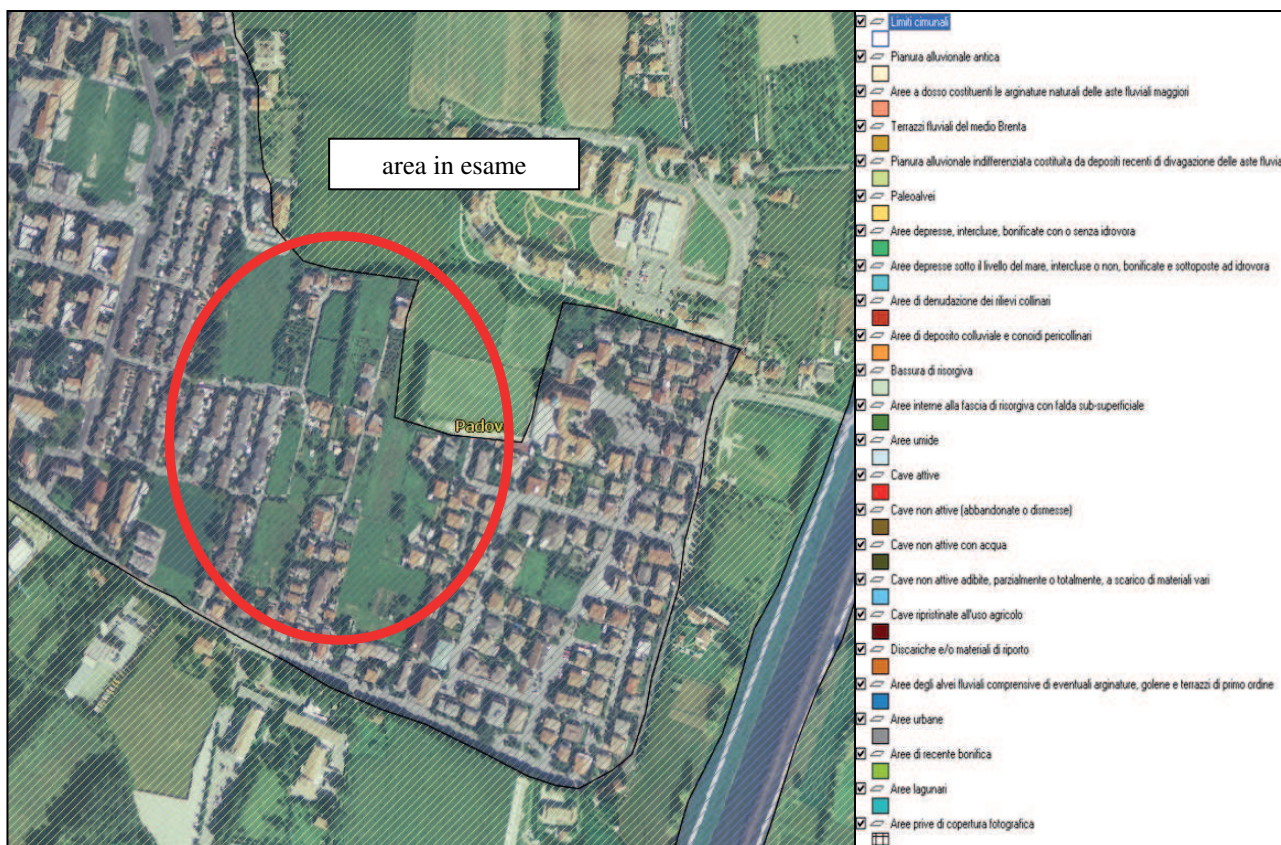 area in esame
Padov
Limiti cimunali
Pianura alluvionale antica
Aree a dosso costituenti le arginature naturali delle aste fluviali maggiori
Terrazzi fluviali del medio Brenta
Pianura alluvionale indifferenziata costituita da depositi recenti di divagazione delle aste fluvia
Paleoalvei
Aree depresse, intercluse, bonificate con o senza idrovora
Aree depresse sotto il livello del mare, intercluse o non, bonificate e sottoposte ad idrovora
Aree di denudazione dei rilievi collinari
Aree di deposito colluviale e conoidi pericollinari
Bassura di risorgiva
Aree interne alla fascia di risorgiva con falda sub-superficiale
Aree umide
Cave attive
Cave non attive (abbandonate o dismesse)
Cave non attive con acqua
Cave non attive adibite, parzialmente o totalmente, a scarico di materiali vari
Cave ripristinate all'uso agricolo
Discariche e/o materiali di riporto
Aree degli alvei fluviali comprensive di eventuali arginature, golene e terrazzi di primo ordine
Aree urbane
Aree di recente bonifica
Aree lagunari
Aree prive di copertura fotografica